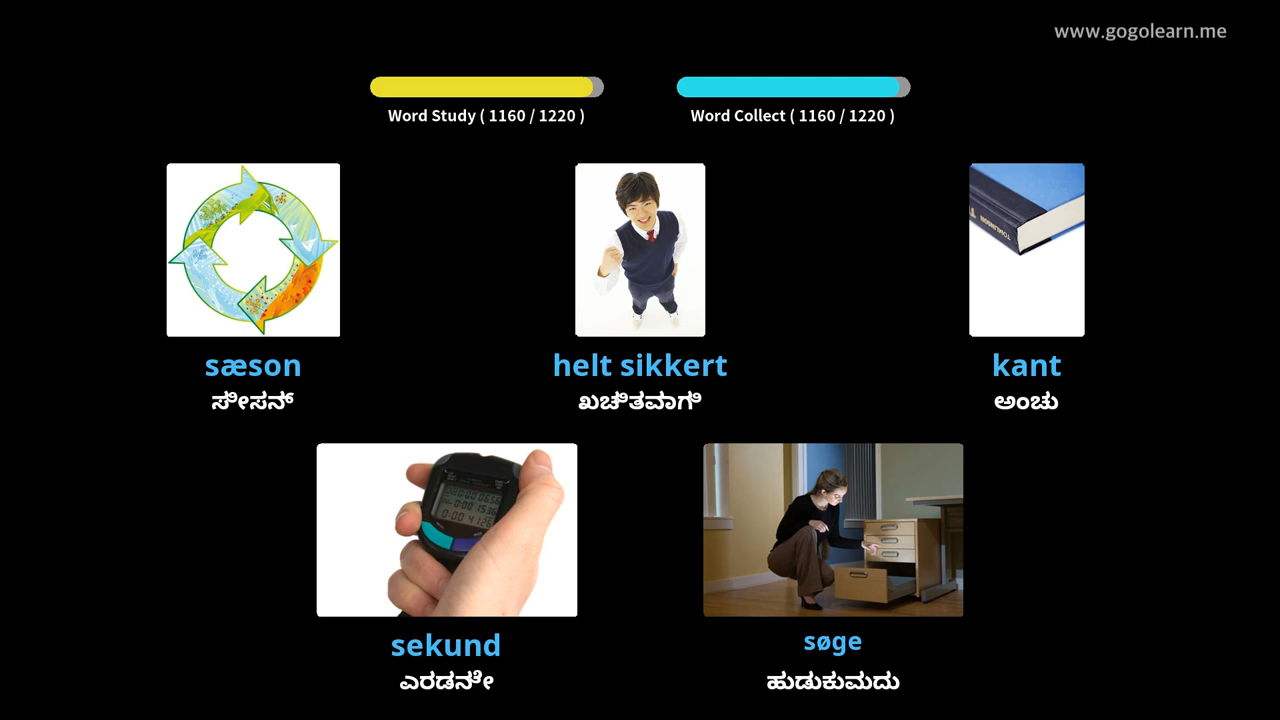 www.gogolearn.me
Word Study ( 1160 / 1220 )
Word Collect ( 1160 / 1220 )
TOMLINSON
sæson
helt sikkert
kant
ಸೀಸನ್
ಖಚಿತವಾಗಿ
ಅಂಚು
sekund
søge
ಎರಡನೇ
ಹುಡುಕುಮದು